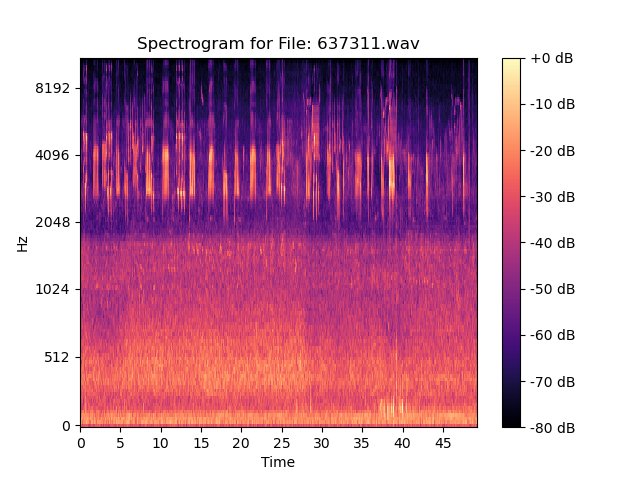 Spectrogram for File: 637311.wav
Hz
8192
4096
2048
1024
512
0
0 5 10 15 20 25 30 35 40 45
Time
+0 dB
-10 dB
-20 dB
-30 dB
-40 dB
-50 dB
-60 dB
-70 dB
-80 dB